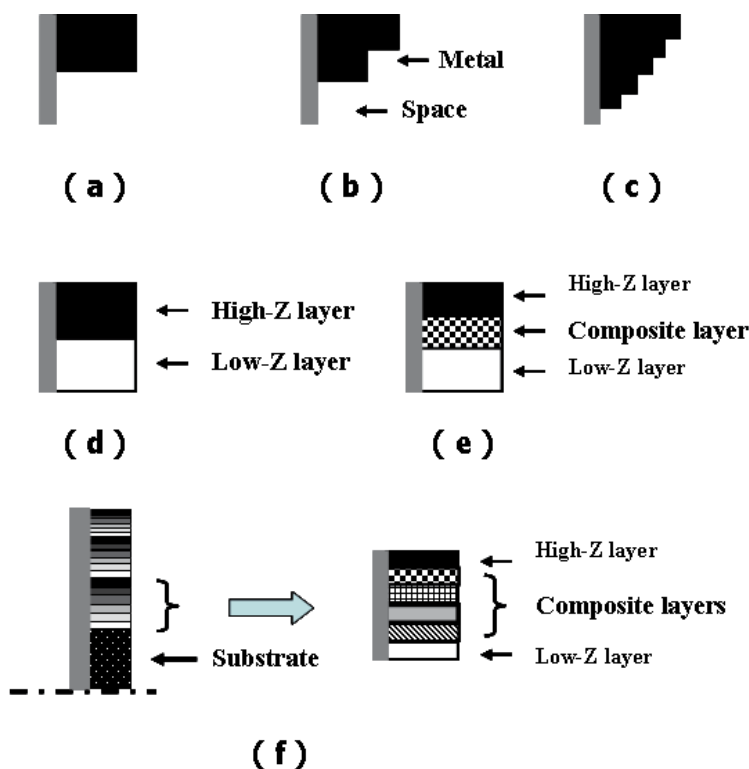 Metal
Space
( a )
( b )
( c )
High-Z layer
Low-Z layer
High-Z layer
Composite layer
Low-Z layer
( d )
( e )
Substrate
High-Z layer
Composite layers
Low-Z layer
( f )